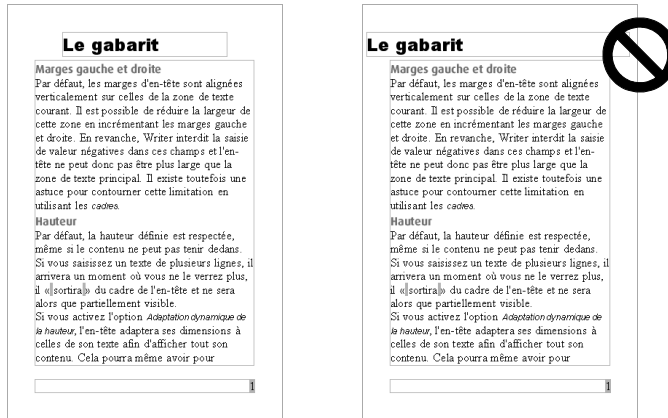 Le gabarit
Marges gauche et droite
Par défaut, les marges d'en-tête sont alignées
verticalement sur celles de la zone de texte
courant. Il est possible de réduire la largeur de
cette zone en incrémentant les marges gauche
et droite. En revanche, Writer interdit la saisie
de valeur négatives dans ces champs et l'en-
tête ne peut donc pas être plus large que la
zone de texte principal. Il existe toutefois une
astuce pour contourner cette limitation en
utilisant les cadres.
Hauteur
Par défaut, la hauteur définie est respectée,
même si le contenu ne peut pas tenir dedans.
Si vous saisissez un texte de plusieurs lignes, il
arrivera un moment où vous ne le verrez plus,
il « sortira » du cadre de l'en-tête et ne sera
alors que partiellement visible.
Si vous activez l'option Adaptation dynamique de
la hauteur, l'en-tête adaptera ses dimensions à
celles de son texte afin d'afficher tout son
contenu. Cela pourra même avoir pour
1
Le gabarit
Marges gauche et droite
Par défaut, les marges d'en-tête sont alignées
verticalement sur celles de la zone de texte
courant. Il est possible de réduire la largeur de
cette zone en incrémentant les marges gauche
et droite. En revanche, Writer interdit la saisie
de valeur négatives dans ces champs et l'en-
tête ne peut donc pas être plus large que la
zone de texte principal. Il existe toutefois une
astuce pour contourner cette limitation en
utilisant les cadres.
Hauteur
Par défaut, la hauteur définie est respectée,
même si le contenu ne peut pas tenir dedans.
Si vous saisissez un texte de plusieurs lignes, il
arrivera un moment où vous ne le verrez plus,
il « sortira » du cadre de l'en-tête et ne sera
alors que partiellement visible.
Si vous activez l'option Adaptation dynamique de
la hauteur, l'en-tête adaptera ses dimensions à
celles de son texte afin d'afficher tout son
contenu. Cela pourra même avoir pour
1